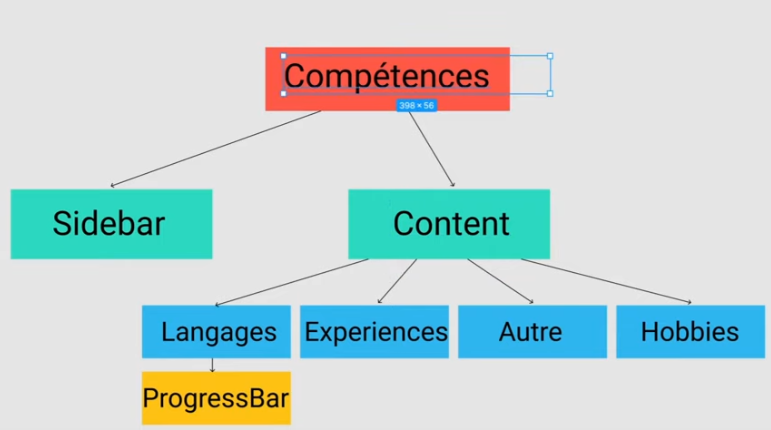 Compétences
398 × 56
Sidebar
Content
Langages
Experiences
Autre
Hobbies
ProgressBar